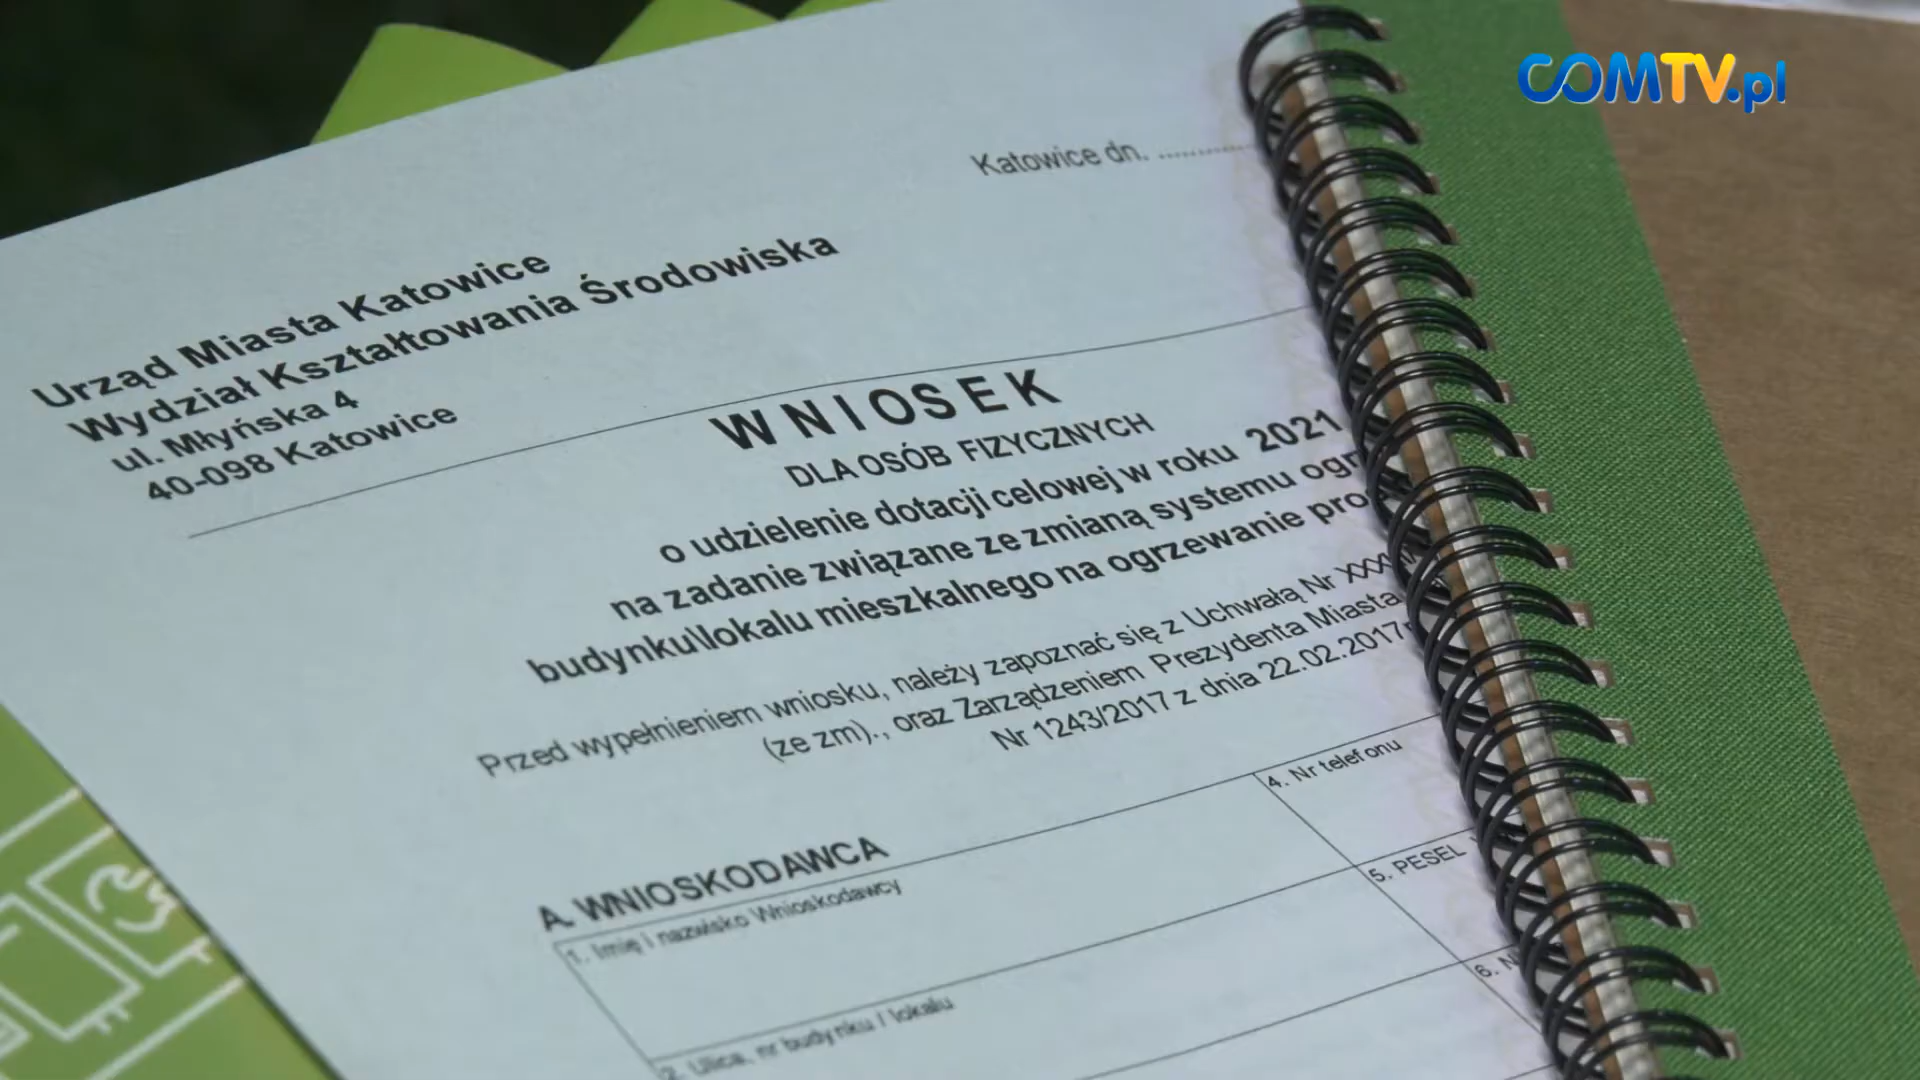 COMTV.pl
Katowice dn. ............
Urząd Miasta Katowice
Wydział Kształtowania Środowiska
ul. Młyńska 4
40-098 Katowice
WNIOSEK
DLA OSÓB FIZYCZNYCH
o udzielenie dotacji celowej w roku 2021
na zadanie związane ze zmianą systemu
budynku\lokalu mieszkalnego na ogrzewanie
Przed wypełnieniem wniosku, należy zapoznać się z Uchwałą Nr
(ze zm)., oraz Zarządzeniem Prezydenta Miasta
Nr 1243/2017 z dnia 22.02.2017r
A. WNIOSKODAWCA
1. Imię i nazwisko Wnioskodawcy
4. Nr telefonu
5. PESEL
2. Ulica, nr budynku / lokalu
6.